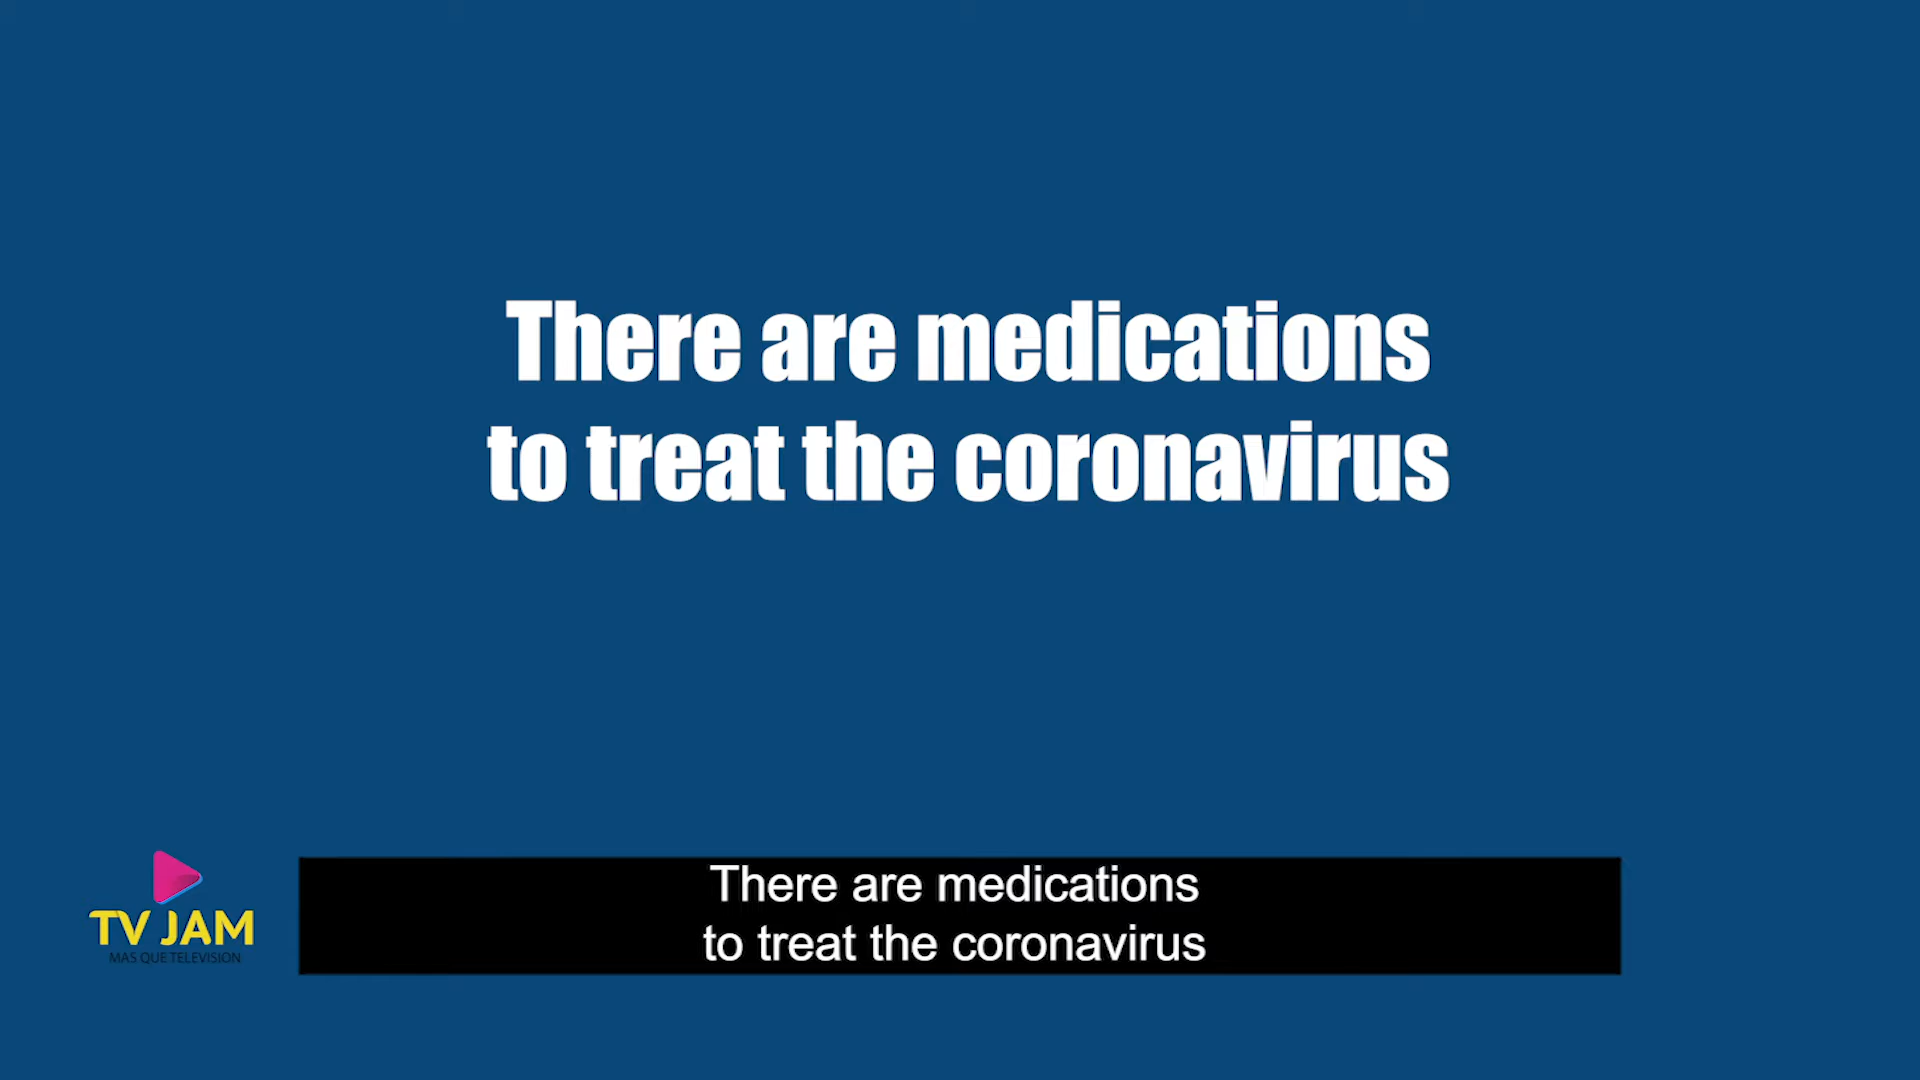 There are medications
to treat the coronavirus
TV JAM
MAS QUE TELEVISION
There are medications
to treat the coronavirus